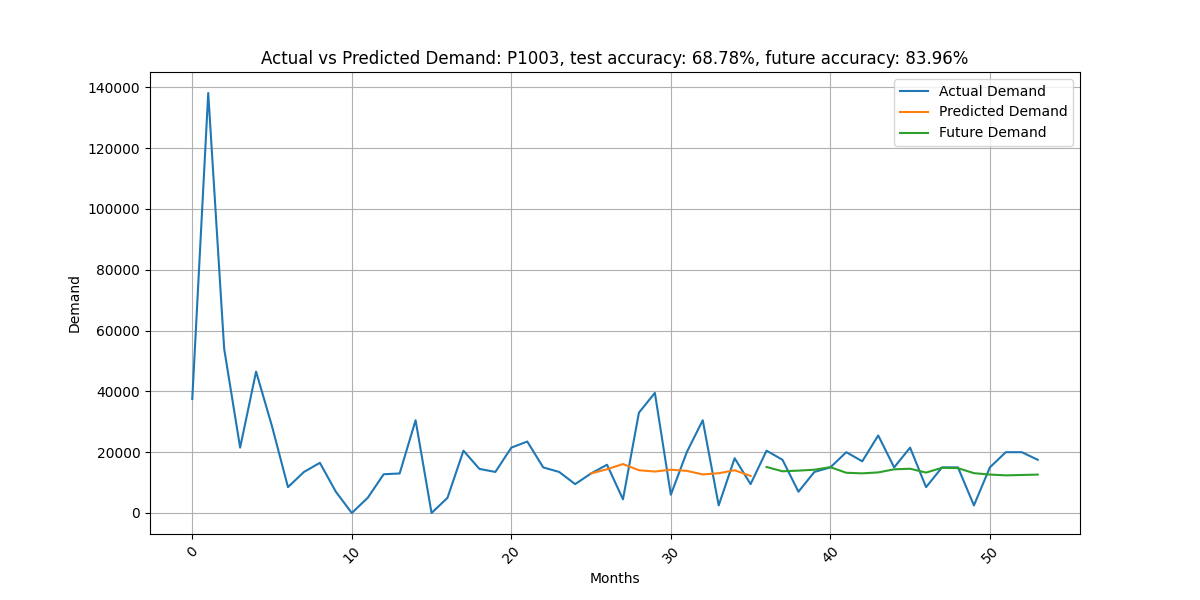 Actual vs Predicted Demand: P1003, test accuracy: 68.78%, future accuracy: 83.96%
Actual Demand
Predicted Demand
Future Demand
140000
120000
100000
80000
60000
40000
20000
0
Demand
0
10
20
30
40
50
Months